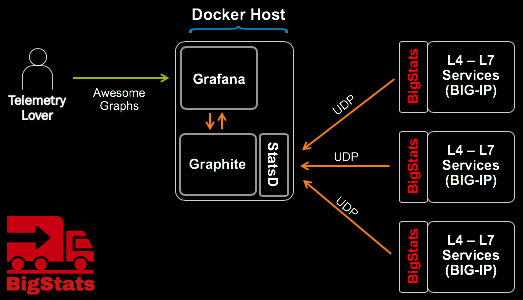 Docker Host
Grafana
Graphite
StatsD
Telemetry
Lover
Awesome
Graphs
UDP
BigStats
L4 – L7
Services
(BIG-IP)
UDP
BigStats
L4 – L7
Services
(BIG-IP)
UDP
BigStats
L4 – L7
Services
(BIG-IP)
BigStats